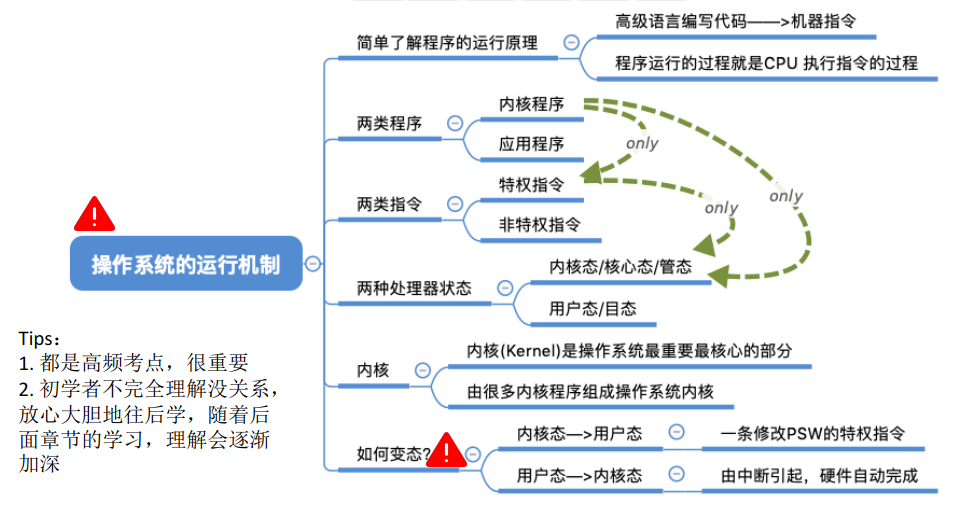 操作系统的运行机制
简单了解程序的运行原理
高级语言编写代码——>机器指令
程序运行的过程就是CPU 执行指令的过程
两类程序
内核程序
应用程序
only
两类指令
特权指令
非特权指令
only
only
两种处理器状态
内核态/核心态/管态
用户态/目态
内核
内核(Kernel)是操作系统最重要最核心的部分
由很多内核程序组成操作系统内核
如何变态?
内核态—>用户态
一条修改PSW的特权指令
用户态—>内核态
由中断引起，硬件自动完成
Tips：
1. 都是高频考点，很重要
2. 初学者不完全理解没关系，
放心大胆地往后学，随着后
面章节的学习，理解会逐渐
加深